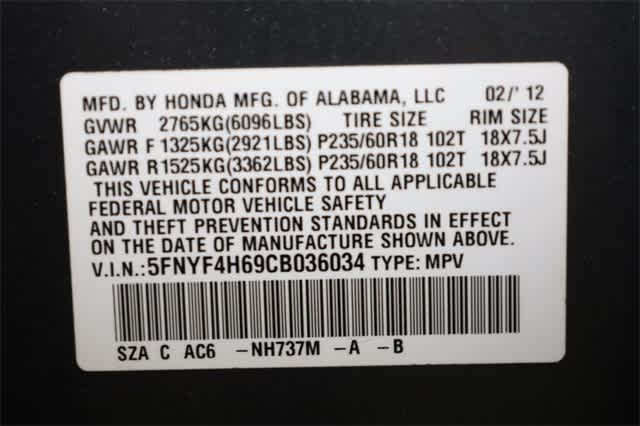 MFD. BY HONDA MFG. OF ALABAMA, LLC 02/' 12
GVWR 2765KG(6096LBS) TIRE SIZE RIM SIZE
GAWR F 1325KG(2921LBS) P235/60R18 102T 18X7.5J
GAWR R 1525KG(3362LBS) P235/60R18 102T 18X7.5J
THIS VEHICLE CONFORMS TO ALL APPLICABLE
FEDERAL MOTOR VEHICLE SAFETY
AND THEFT PREVENTION STANDARDS IN EFFECT
ON THE DATE OF MANUFACTURE SHOWN ABOVE.
V.I.N.:5FNYF4H69CB036034 TYPE: MPV
SZA C AC6 -NH737M -A -B